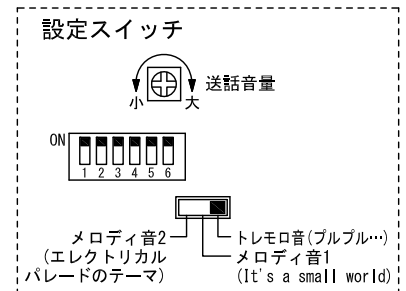 設定スイッチ
送話音量
小 大
ON
1 2 3 4 5 6
メロディ音2
(エレクトリカル
パレードのテーマ)
トレモロ音(プルプル…)
メロディ音1
(It's a small world)